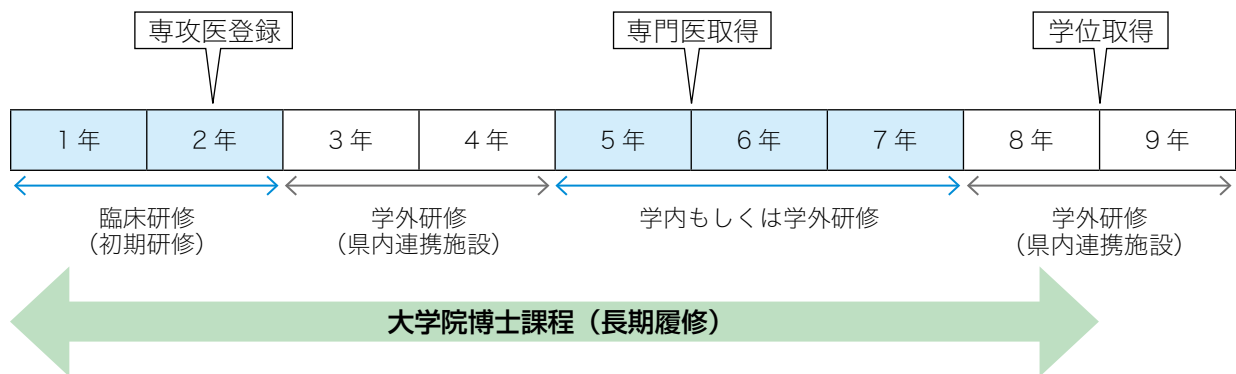 専攻医登録
専門医取得
学位取得
1年
2年
3年
4年
5年
6年
7年
8年
9年
臨床研修
（初期研修）
学外研修
（県内連携施設）
学内もしくは学外研修
学外研修
（県内連携施設）
大学院博士課程（長期履修）